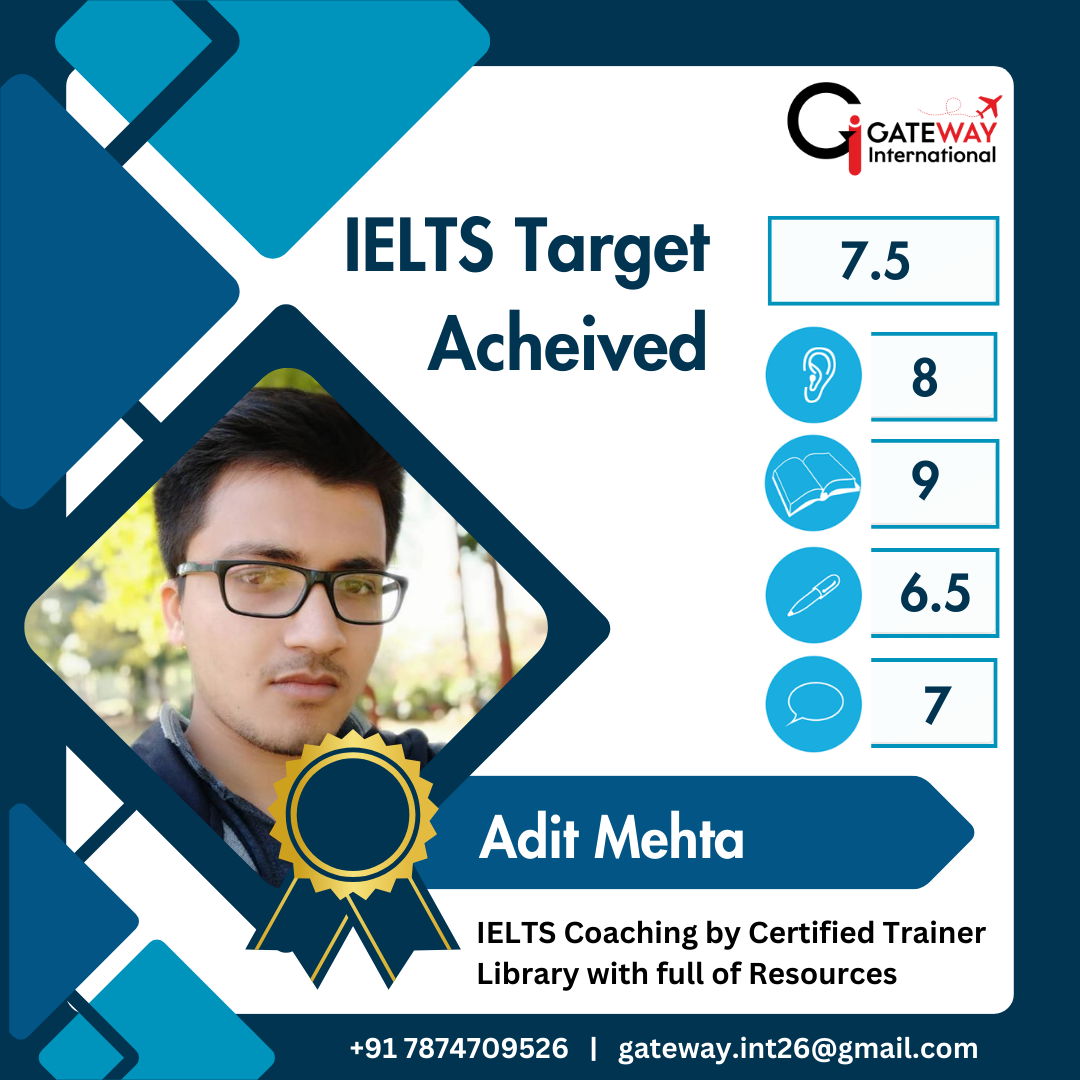 Gi GATEWAY
International
IELTS Target
Acheived
7.5
8
9
6.5
7
Adit Mehta
IELTS Coaching by Certified Trainer
Library with full of Resources
+91 7874709526 | gateway.int26@gmail.com